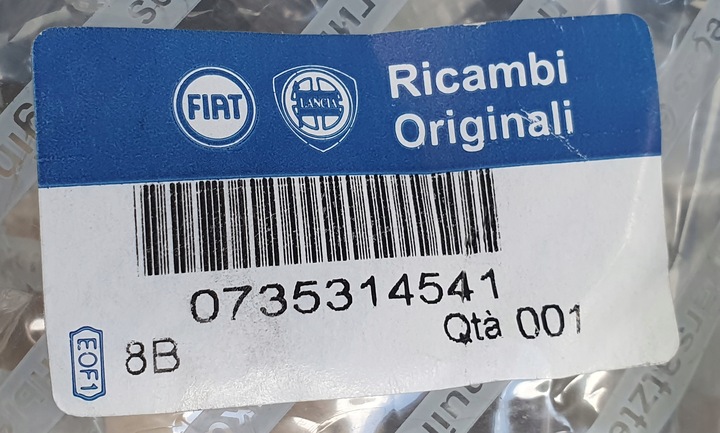 FIAT
LANCIA
Ricambi
Originali
0735314541
Qtà 001
EOF1
8B